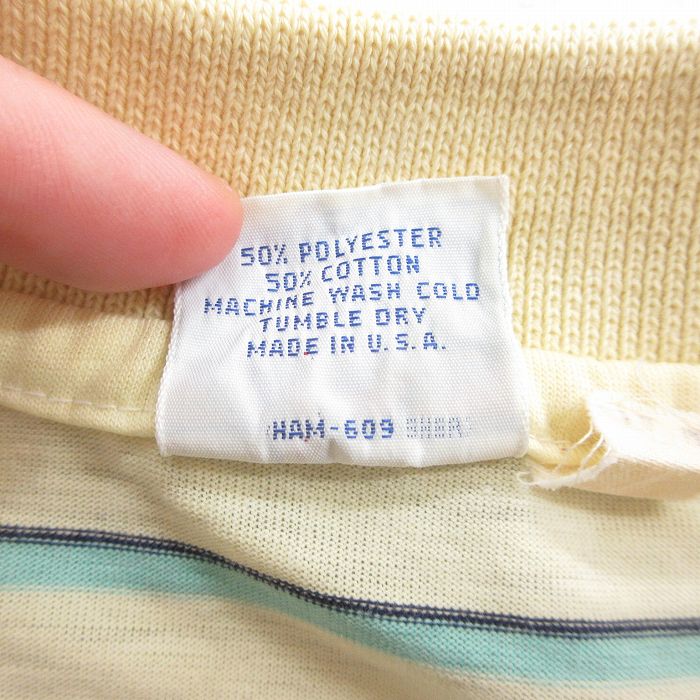 50% POLYESTER
50% COTTON
MACHINE WASH COLD
TUMBLE DRY
MADE IN U.S.A.
HAM-609